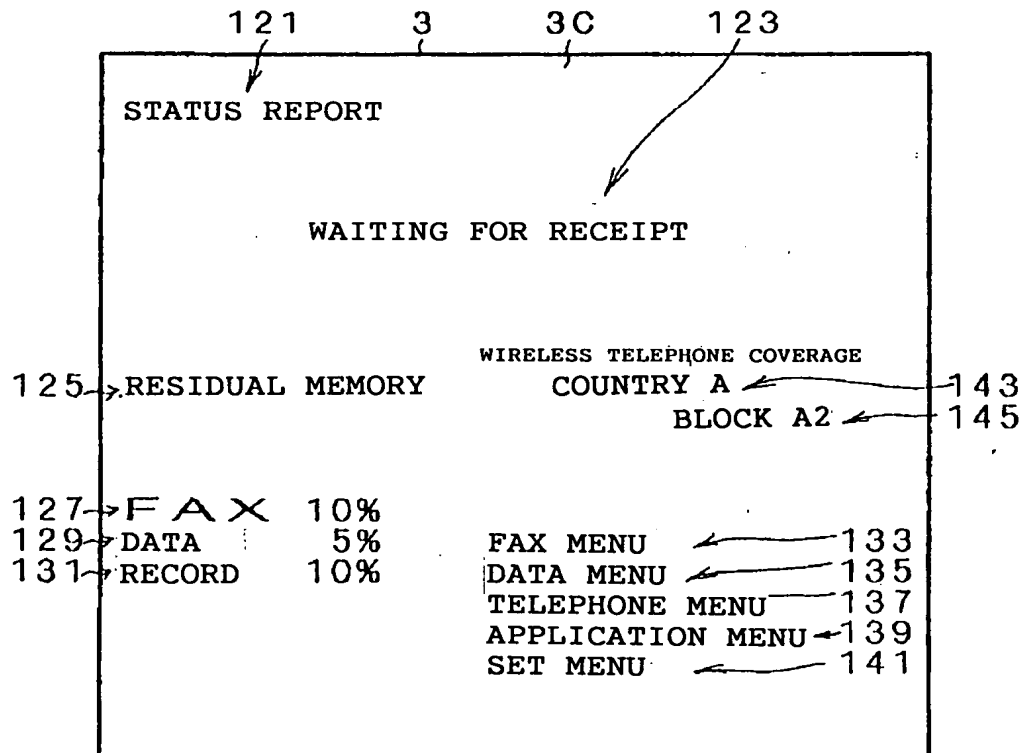 121 3 3C 123
STATUS REPORT
WAITING FOR RECEIPT
WIRELESS TELEPHONE COVERAGE
125 RESIDUAL MEMORY COUNTRY A 143
BLOCK A2 145
127 FAX 10%
129 DATA 5% FAX MENU 133
131 RECORD 10% DATA MENU 135
TELEPHONE MENU 137
APPLICATION MENU 139
SET MENU 141